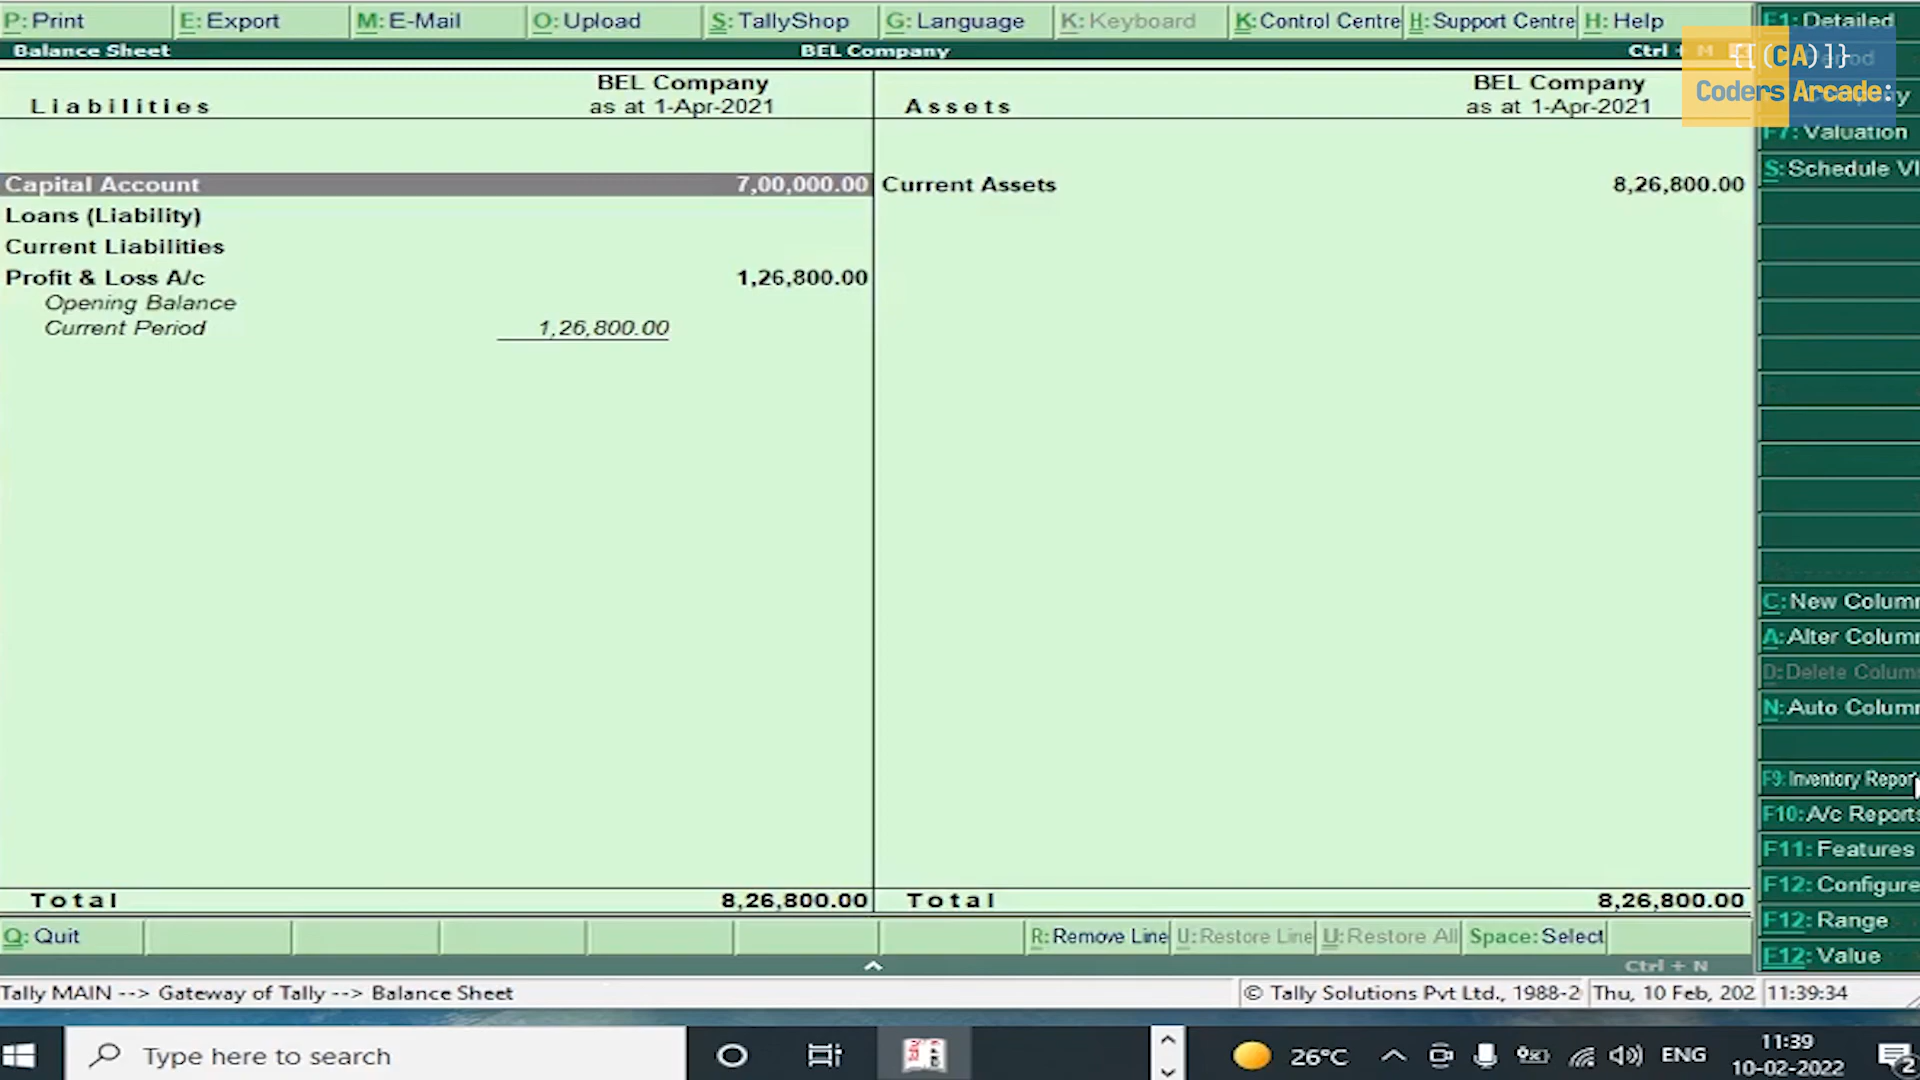 P: Print E: Export M: E-Mail O: Upload S: TallyShop G: Language K: Keyboard K: Control Centre H: Support Centre H: Help F1: Detailed
Balance Sheet BEL Company Ctrl + M
{[(CA)]}
Coders Arcade:
BEL Company BEL Company
Liabilities as at 1-Apr-2021 Assets as at 1-Apr-2021
F7: Valuation
S: Schedule VI
Capital Account 7,00,000.00 Current Assets 8,26,800.00
Loans (Liability)
Current Liabilities
Profit & Loss A/c 1,26,800.00
Opening Balance
Current Period 1,26,800.00
C: New Column
A: Alter Column
D: Delete Column
N: Auto Column
F9: Inventory Repor
F10: A/c Reports
F11: Features
F12: Configure
F12: Range
F12: Value
Total 8,26,800.00 Total 8,26,800.00
Q: Quit R: Remove Line U: Restore Line U: Restore All Space: Select
Ctrl + N
Tally MAIN --> Gateway of Tally --> Balance Sheet © Tally Solutions Pvt Ltd., 1988-2 Thu, 10 Feb, 202 11:39:34
Type here to search 26°C ENG 11:39
10-02-2022 2